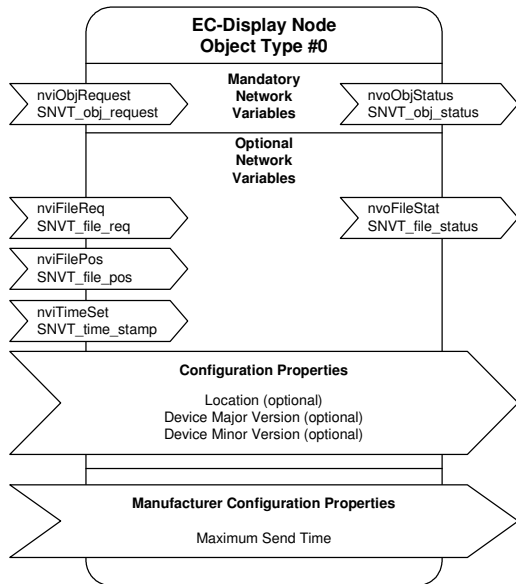 EC-Display Node
Object Type #0
Mandatory
Network
Variables
nviObjRequest
SNVT_obj_request
nvoObjStatus
SNVT_obj_status
Optional
Network
Variables
nviFileReq
SNVT_file_req
nvoFileStat
SNVT_file_status
nviFilePos
SNVT_file_pos
nviTimeSet
SNVT_time_stamp
Configuration Properties
Location (optional)
Device Major Version (optional)
Device Minor Version (optional)
Manufacturer Configuration Properties
Maximum Send Time